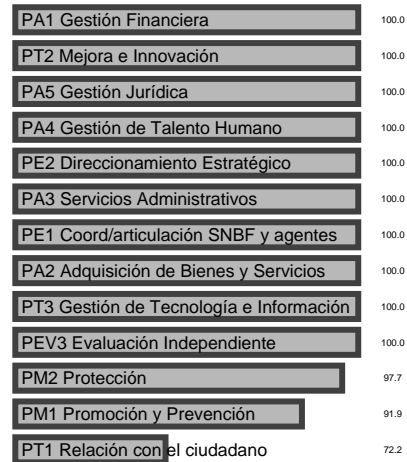 PA1 Gestión Financiera 100.0
PT2 Mejora e Innovación 100.0
PA5 Gestión Jurídica 100.0
PA4 Gestión de Talento Humano 100.0
PE2 Direccionamiento Estratégico 100.0
PA3 Servicios Administrativos 100.0
PE1 Coord/articulación SNBF y agentes 100.0
PA2 Adquisición de Bienes y Servicios 100.0
PT3 Gestión de Tecnología e Información 100.0
PEV3 Evaluación Independiente 100.0
PM2 Protección 97.7
PM1 Promoción y Prevención 91.9
PT1 Relación con el ciudadano 72.2